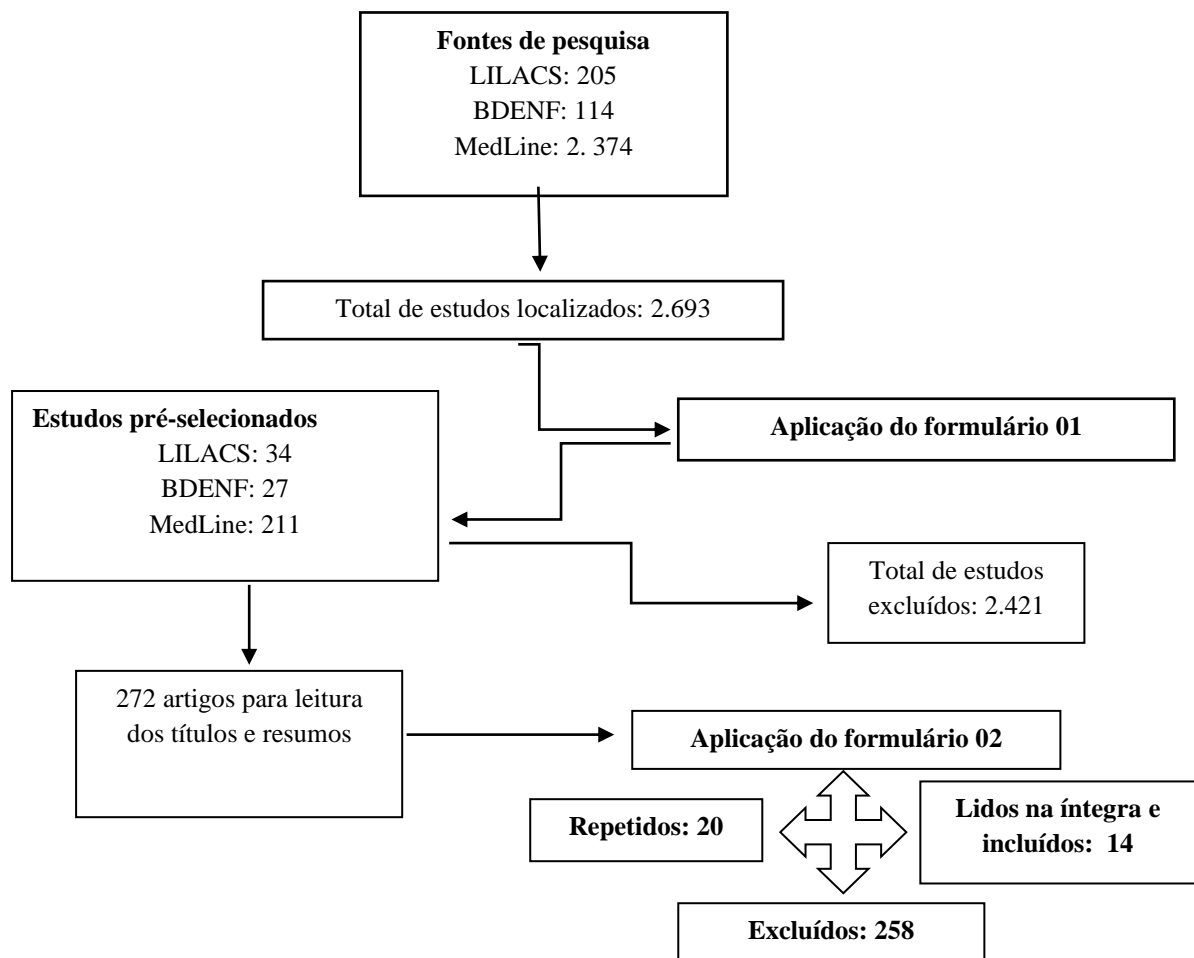 Fontes de pesquisa
LILACS: 205
BDENF: 114
MedLine: 2. 374
Total de estudos localizados: 2.693
Aplicação do formulário 01
Estudos pré-selecionados
LILACS: 34
BDENF: 27
MedLine: 211
Total de estudos
excluídos: 2.421
272 artigos para leitura
dos títulos e resumos
Aplicação do formulário 02
Repetidos: 20
Lidos na íntegra e
incluídos: 14
Excluídos: 258